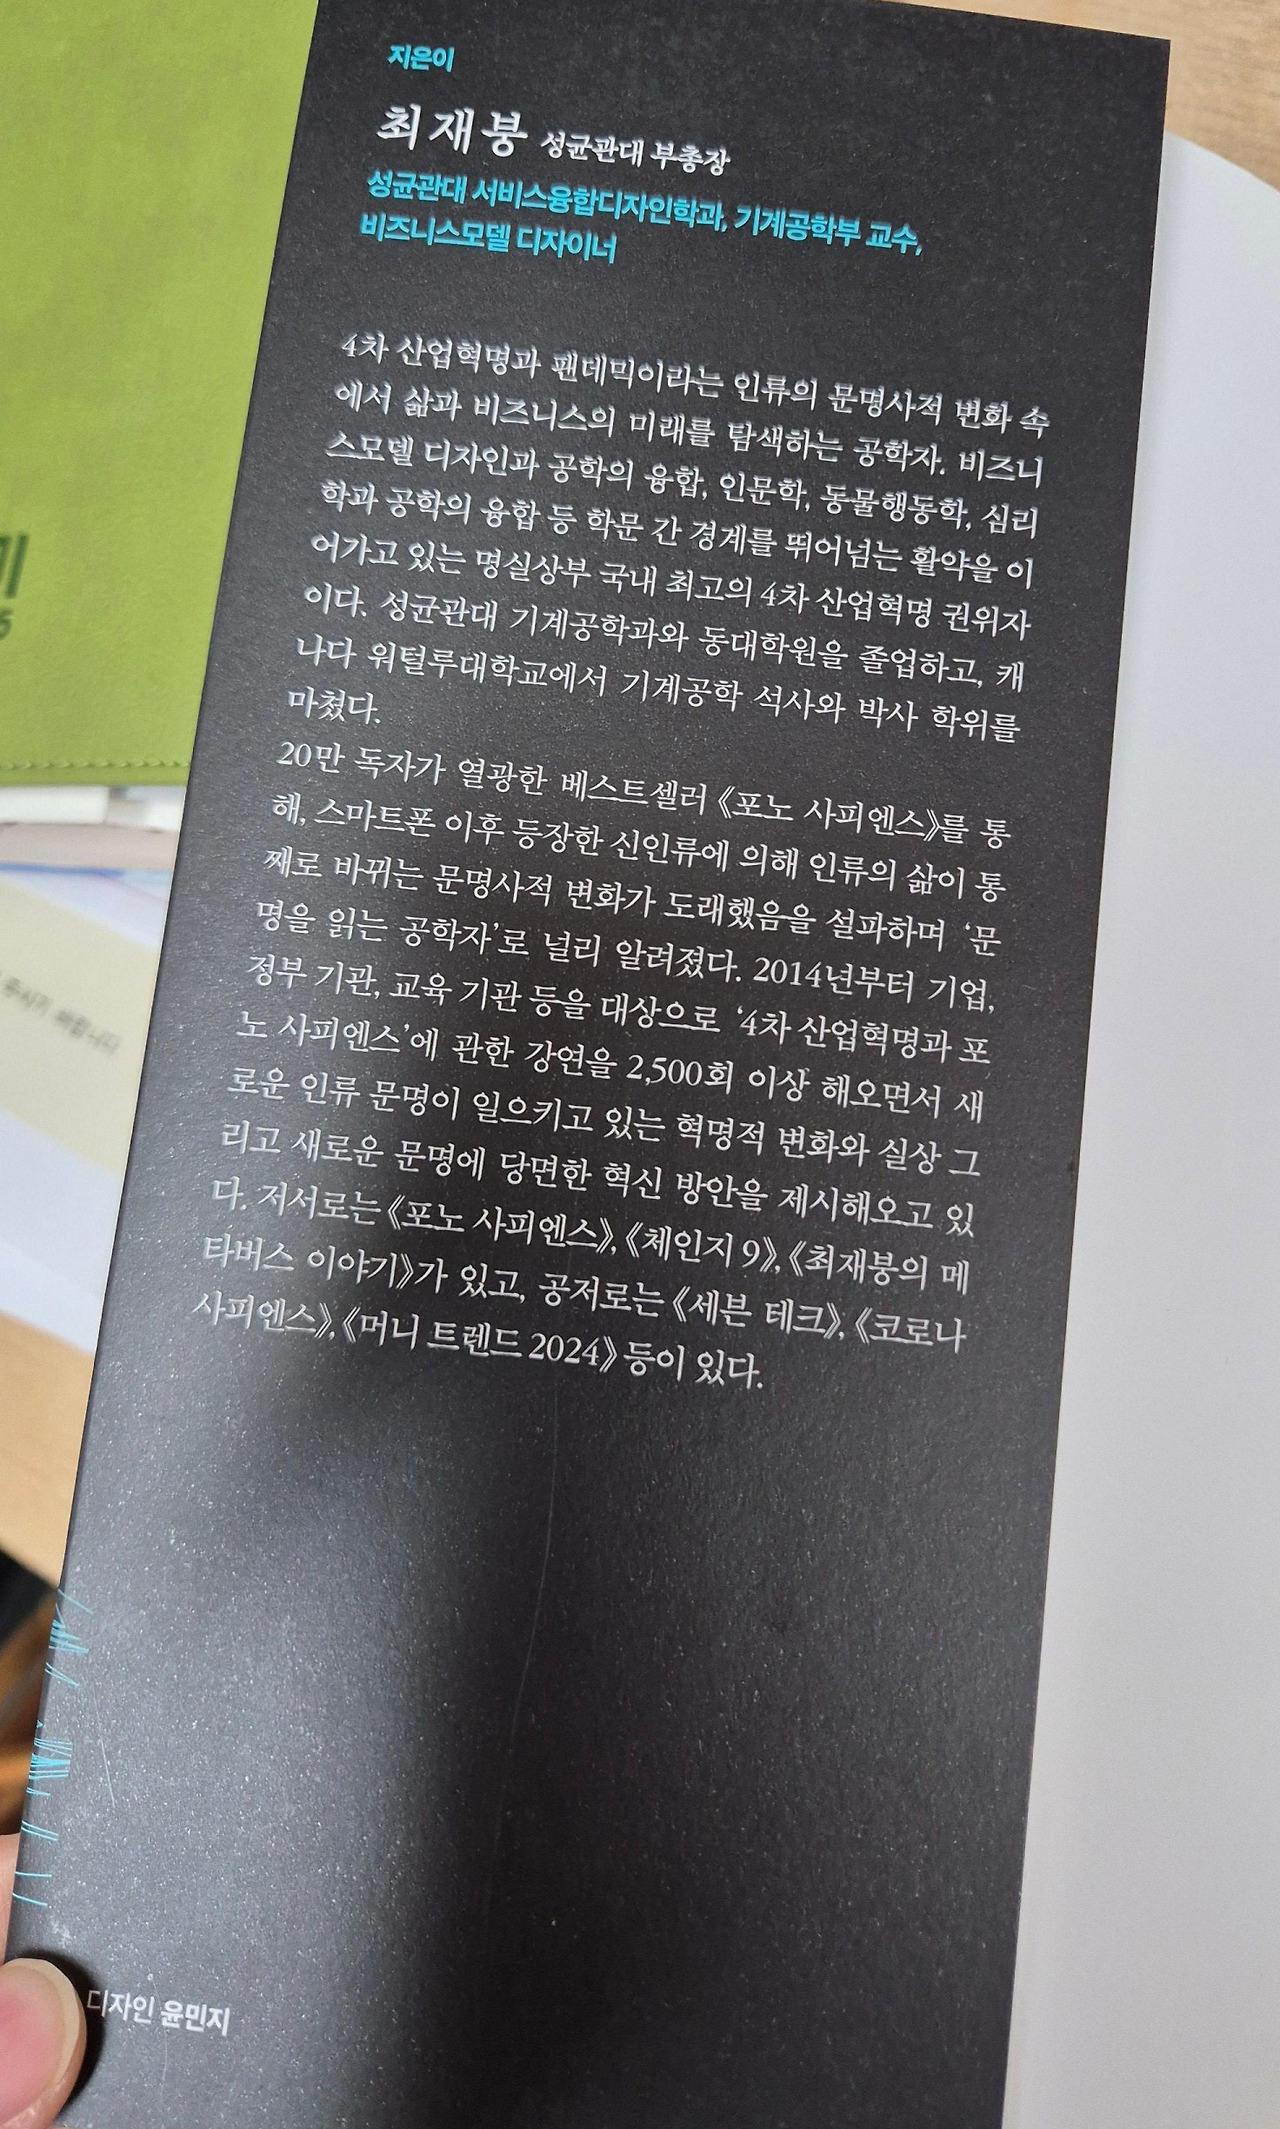 지은이
최재붕 성균관대 부총장
성균관대 서비스융합디자인학과, 기계공학부 교수,
비즈니스모델 디자이너
4차 산업혁명과 팬데믹이라는 인류의 문명사적 변화 속
에서 삶과 비즈니스의 미래를 탐색하는 공학자. 비즈니
스모델 디자인과 공학의 융합, 인문학, 동물행동학, 심리
학과 공학의 융합 등 학문 간 경계를 뛰어넘는 활약을 이
어가고 있는 명실상부 국내 최고의 4차 산업혁명 권위자
이다. 성균관대 기계공학과와 동대학원을 졸업하고, 캐
나다 워털루대학교에서 기계공학 석사와 박사 학위를
마쳤다.
20만 독자가 열광한 베스트셀러 《포노 사피엔스》를 통
해, 스마트폰 이후 등장한 신인류에 의해 인류의 삶이 통
째로 바뀌는 문명사적 변화가 도래했음을 설파하며 ‘문
명을 읽는 공학자’로 널리 알려졌다. 2014년부터 기업,
정부 기관, 교육 기관 등을 대상으로 ‘4차 산업혁명과 포
노 사피엔스’에 관한 강연을 2,500회 이상 해오면서 새
로운 인류 문명이 일으키고 있는 혁명적 변화와 실상 그
리고 새로운 문명에 당면한 혁신 방안을 제시해오고 있
다. 저서로는 《포노 사피엔스》, 《체인지 9》, 《최재붕의 메
타버스 이야기》가 있고, 공저로는 《세븐 테크》, 《코로나
사피엔스》, 《머니 트렌드 2024》 등이 있다.
디자인 윤민지